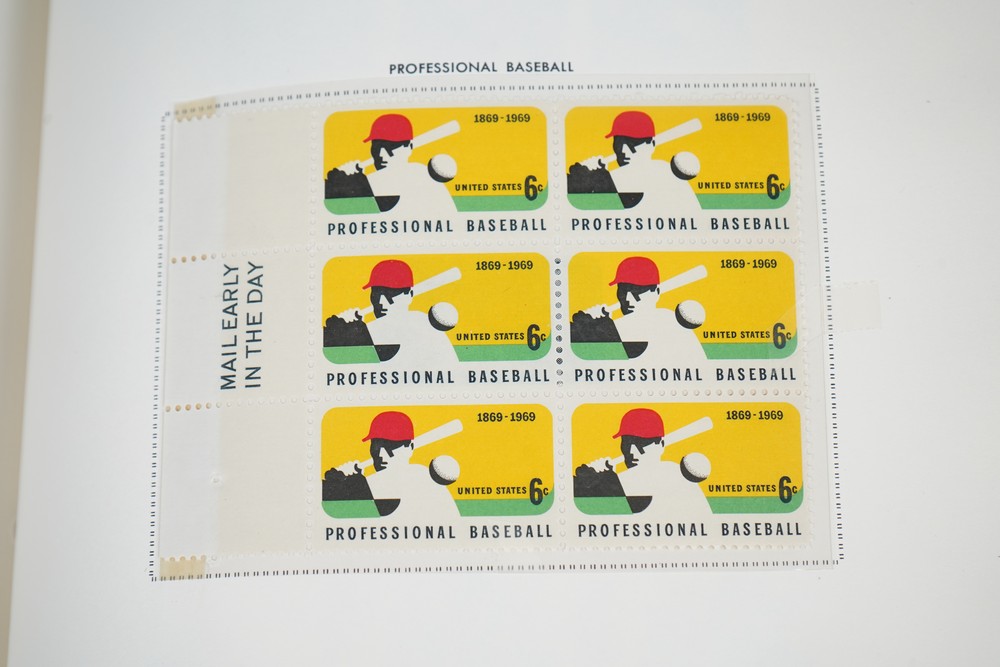 PROFESSIONAL BASEBALL
1869-1969
UNITED STATES 6c
PROFESSIONAL BASEBALL
1869-1969
UNITED STATES 6c
PROFESSIONAL BASEBALL
MAIL EARLY
IN THE DAY
1869-1969
UNITED STATES 6c
PROFESSIONAL BASEBALL
1869-1969
UNITED STATES 6c
PROFESSIONAL BASEBALL
1869-1969
UNITED STATES 6c
PROFESSIONAL BASEBALL
1869-1969
UNITED STATES 6c
PROFESSIONAL BASEBALL